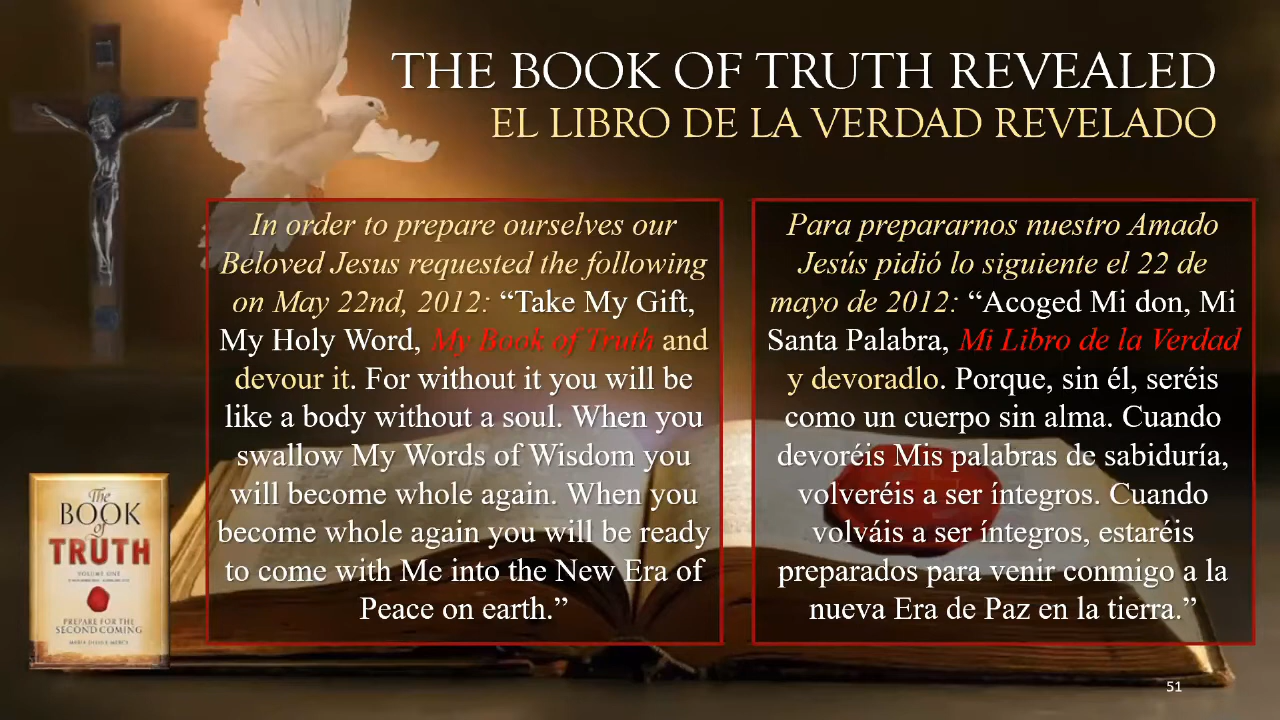 THE BOOK OF TRUTH REVEALED
EL LIBRO DE LA VERDAD REVELADO
In order to prepare ourselves our
Beloved Jesus requested the following
on May 22nd, 2012: “Take My Gift,
My Holy Word, My Book of Truth and
devour it. For without it you will be
like a body without a soul. When you
swallow My Words of Wisdom you
will become whole again. When you
become whole again you will be ready
to come with Me into the New Era of
Peace on earth.”
Para prepararnos nuestro Amado
Jesús pidió lo siguiente el 22 de
mayo de 2012: “Acoged Mi don, Mi
Santa Palabra, Mi Libro de la Verdad
y devoradlo. Porque, sin él, seréis
como un cuerpo sin alma. Cuando
devoréis Mis palabras de sabiduría,
volveréis a ser íntegros. Cuando
volváis a ser íntegros, estaréis
preparados para venir conmigo a la
nueva Era de Paz en la tierra.”
The
BOOK
of
TRUTH
VOLUME ONE
PREPARE FOR THE
SECOND COMING
51